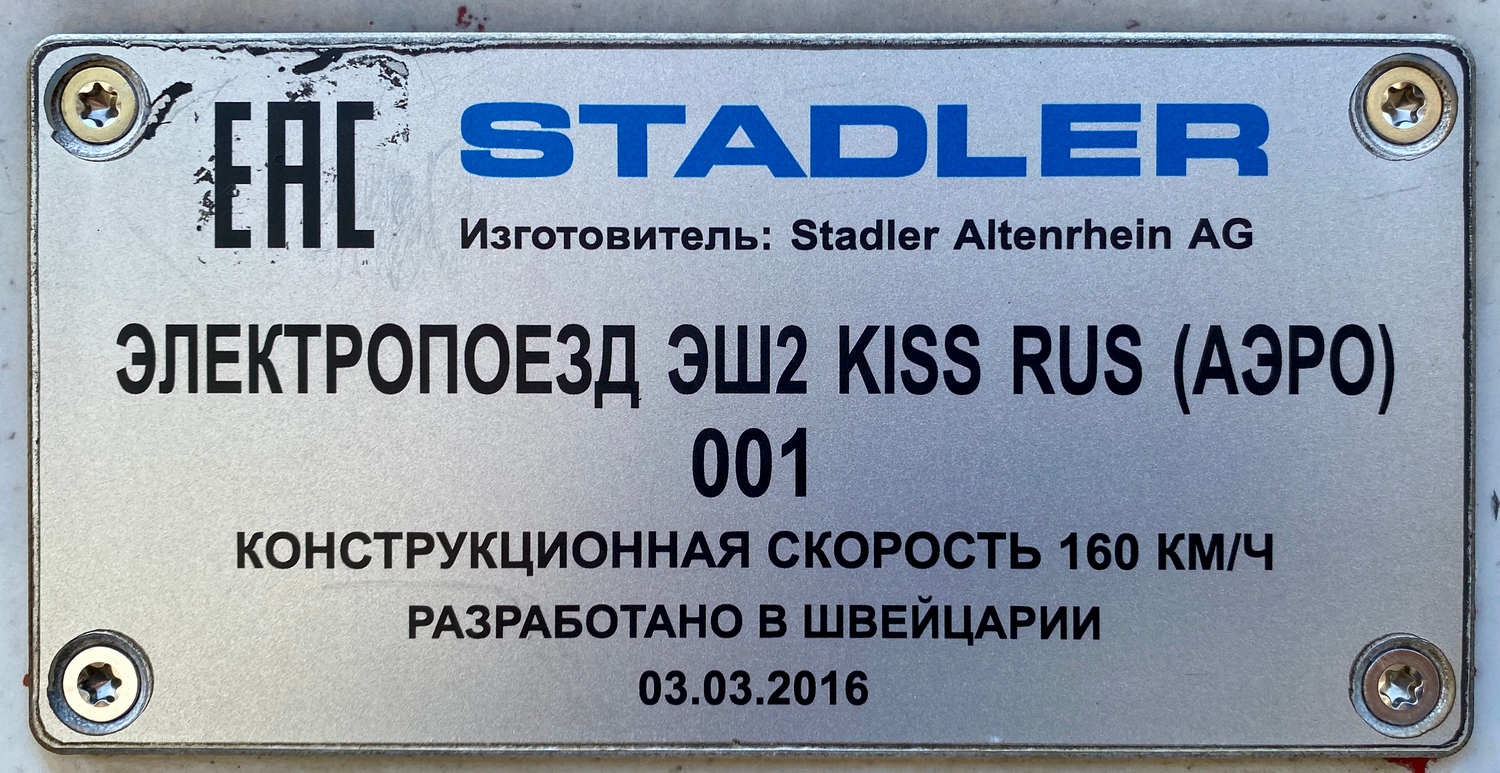 EAC STADLER
Изготовитель: Stadler Altenrhein AG
ЭЛЕКТРОПОЕЗД ЭШ2 KISS RUS (АЭРО)
001
КОНСТРУКЦИОННАЯ СКОРОСТЬ 160 КМ/Ч
РАЗРАБОТАНО В ШВЕЙЦАРИИ
03.03.2016